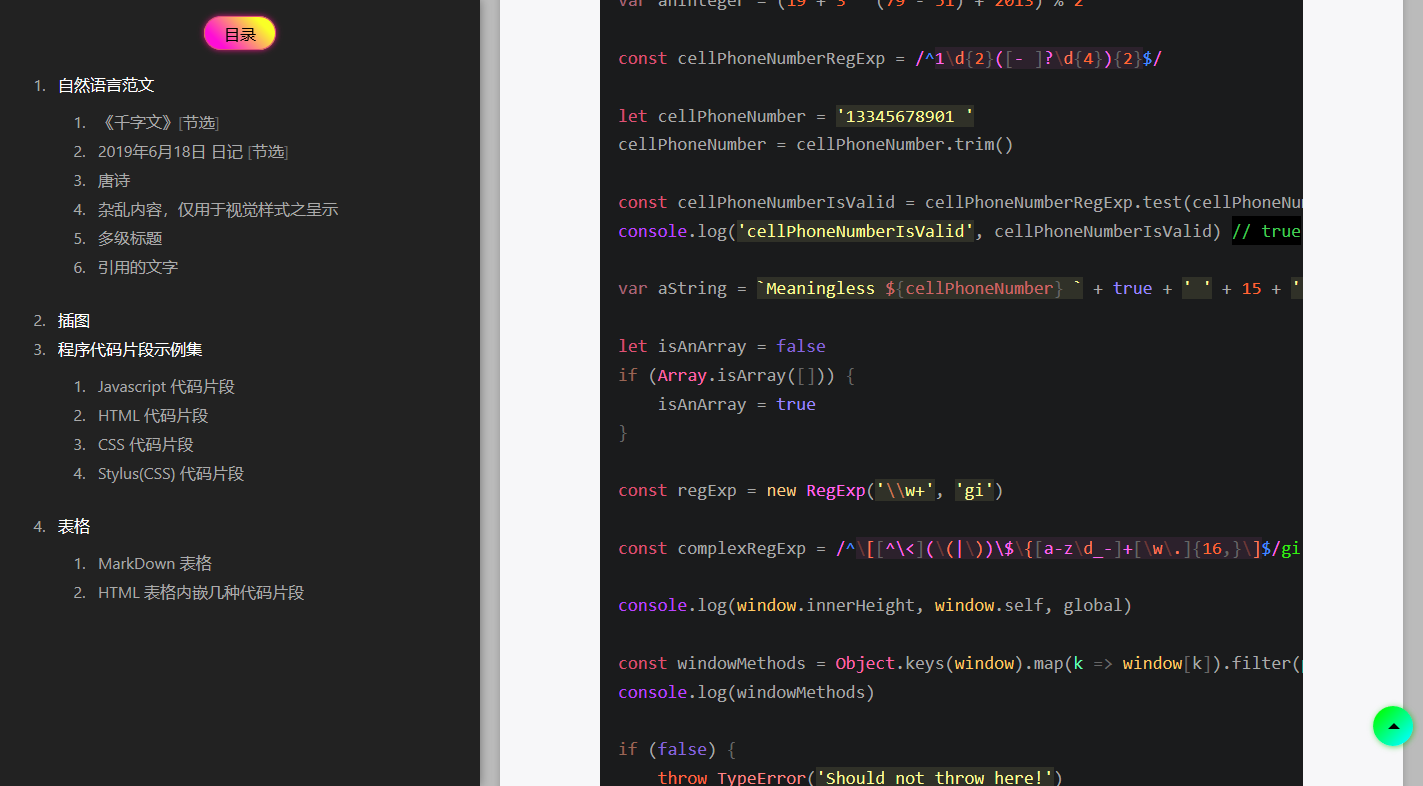 目录
1. 自然语言范文
1. 《千字文》[节选]
2. 2019年6月18日 日记 [节选]
3. 唐诗
4. 杂乱内容，仅用于视觉样式之呈示
5. 多级标题
6. 引用的文字
2. 插图
3. 程序代码片段示例集
1. Javascript 代码片段
2. HTML 代码片段
3. CSS 代码片段
4. Stylus(CSS) 代码片段
4. 表格
1. MarkDown 表格
2. HTML 表格内嵌几种代码片段
var anInteger = (19 + 3 * (79 - 51) + 2013) % 2
const cellPhoneNumberRegExp = /^1\d{2}([- ]?\d{4}){2}$/
let cellPhoneNumber = '13345678901 '
cellPhoneNumber = cellPhoneNumber.trim()
const cellPhoneNumberIsValid = cellPhoneNumberRegExp.test(cellPhoneNu
console.log('cellPhoneNumberIsValid', cellPhoneNumberIsValid) // true
var aString = `Meaningless ${cellPhoneNumber} ` + true + ' ' + 15 + '
let isAnArray = false
if (Array.isArray([])) {
isAnArray = true
}
const regExp = new RegExp('\\w+', 'gi')
const complexRegExp = /^\[[^\<](\(|\))\$\{[a-z\d_-]+[\w\.]{16,}\]$/gi
console.log(window.innerHeight, window.self, global)
const windowMethods = Object.keys(window).map(k => window[k]).filter(
console.log(windowMethods)
if (false) {
throw TypeError('Should not throw here!')